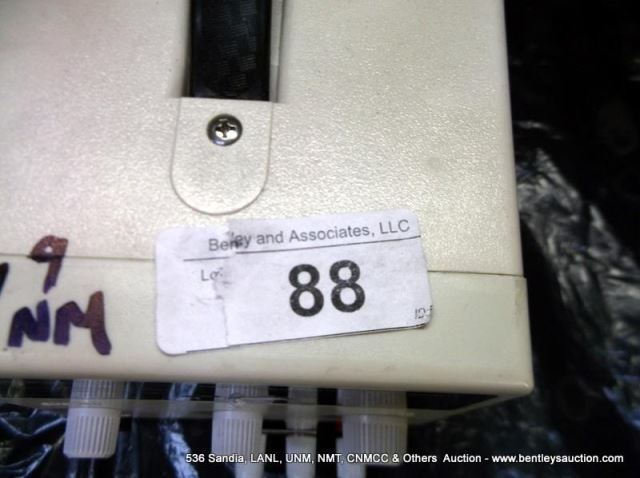 Bentley and Associates, LLC
Lo
88
ID-
9
NM
536 Sandia, LANL, UNM, NMT, CNMCC & Others Auction - www.bentleysauction.com